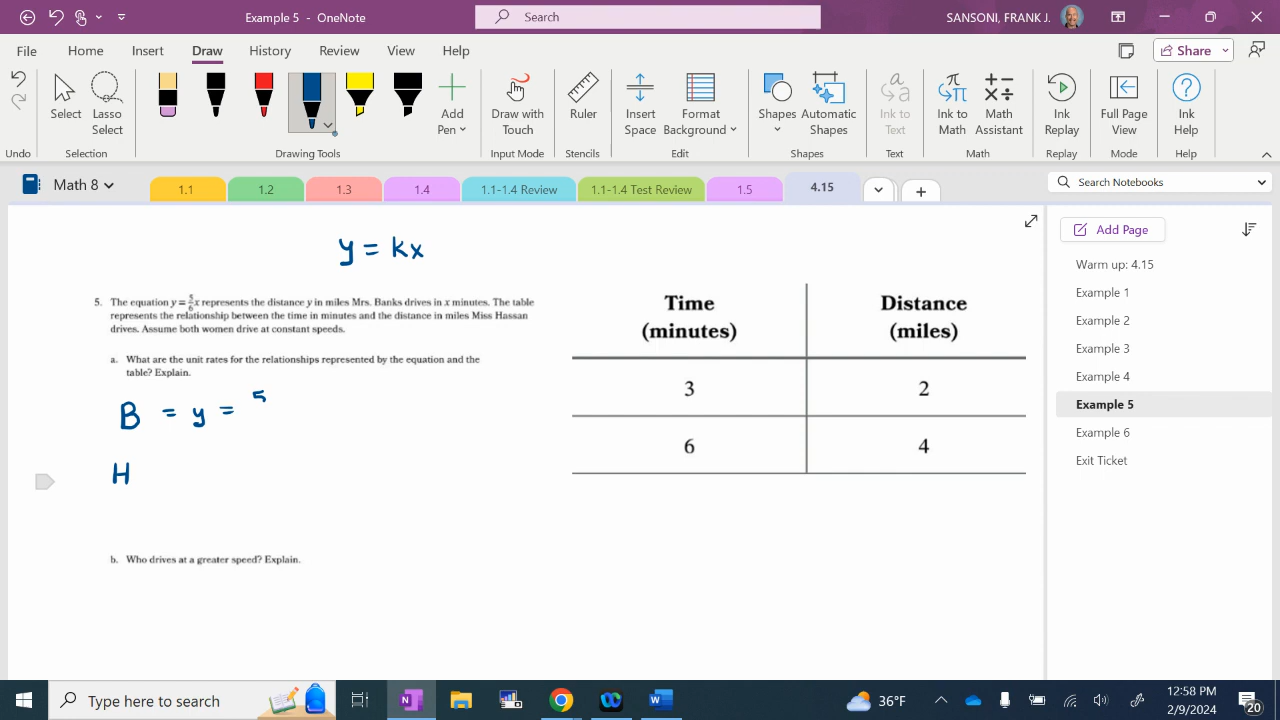 Example 5 - OneNote
Search
SANSONI, FRANK J.
File Home Insert Draw History Review View Help
Share
Undo
Select
Lasso Select
Selection
Drawing Tools
Add Pen
Draw with Touch
Input Mode
Ruler
Stencils
Insert Space
Format Background
Edit
Shapes
Automatic Shapes
Shapes
Ink to Text
Text
Ink to Math
Math Assistant
Math
Ink Replay
Replay
Full Page View
Mode
Ink Help
Help
Math 8
1.1 1.2 1.3 1.4 1.1-1.4 Review 1.1-1.4 Test Review 1.5 4.15
Search Notebooks
y = kx
5. The equation y = 5/6 x represents the distance y in miles Mrs. Banks drives in x minutes. The table
represents the relationship between the time in minutes and the distance in miles Miss Hassan
drives. Assume both women drive at constant speeds.
a. What are the unit rates for the relationships represented by the equation and the
table? Explain.
B = y = 5
H
b. Who drives at a greater speed? Explain.
Time (minutes) Distance (miles)
3 2
6 4
Add Page
Warm up: 4.15
Example 1
Example 2
Example 3
Example 4
Example 5
Example 6
Exit Ticket
Type here to search
36°F
12:58 PM
2/9/2024
20